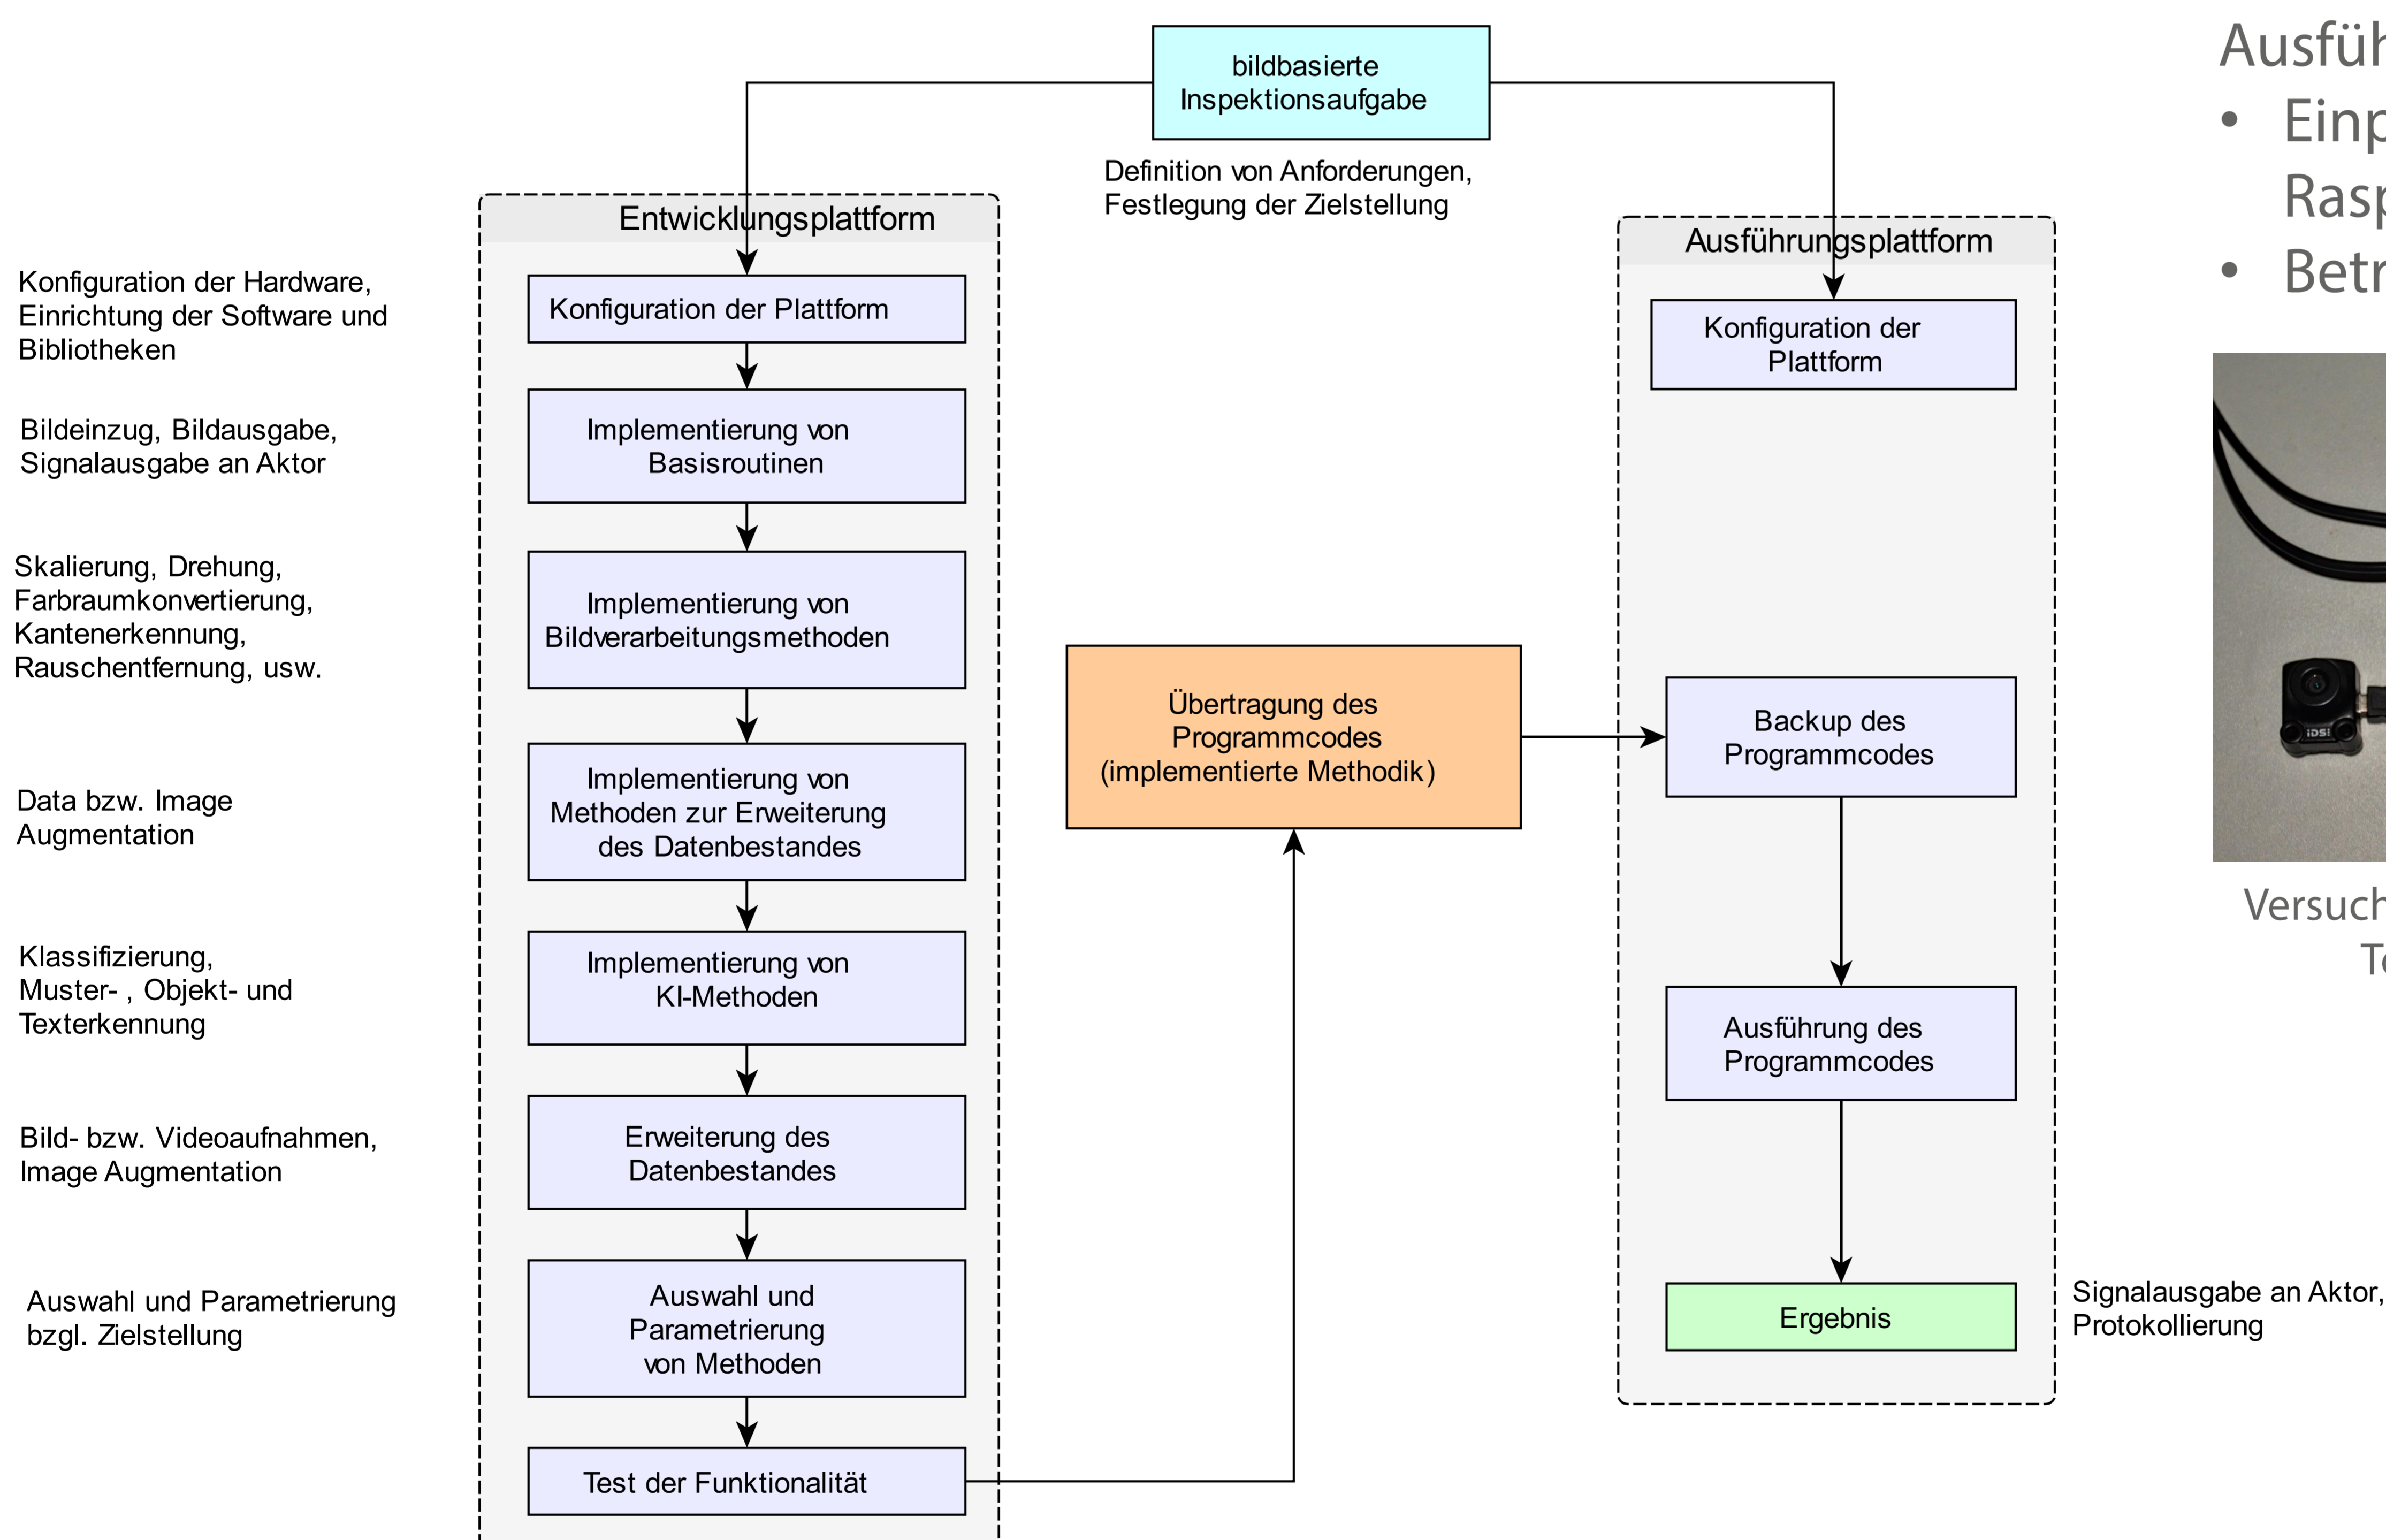 bildbasierte
Inspektionsaufgabe
Definition von Anforderungen,
Festlegung der Zielstellung
Entwicklungsplattform
Konfiguration der Hardware,
Einrichtung der Software und
Bibliotheken
Konfiguration der Plattform
Bildeinzug, Bildausgabe,
Signalausgabe an Aktor
Implementierung von
Basisroutinen
Skalierung, Drehung,
Farbraumkonvertierung,
Kantenerkennung,
Rauschentfernung, usw.
Implementierung von
Bildverarbeitungsmethoden
Data bzw. Image
Augmentation
Implementierung von
Methoden zur Erweiterung
des Datenbestandes
Klassifizierung,
Muster- , Objekt- und
Texterkennung
Implementierung von
KI-Methoden
Bild- bzw. Videoaufnahmen,
Image Augmentation
Erweiterung des
Datenbestandes
Auswahl und Parametrierung
bzgl. Zielstellung
Auswahl und
Parametrierung
von Methoden
Test der Funktionalität
Übertragung des
Programmcodes
(implementierte Methodik)
Ausführungsplattform
Konfiguration der
Plattform
Backup des
Programmcodes
Ausführung des
Programmcodes
Ergebnis
Signalausgabe an Aktor,
Protokollierung
iDS: